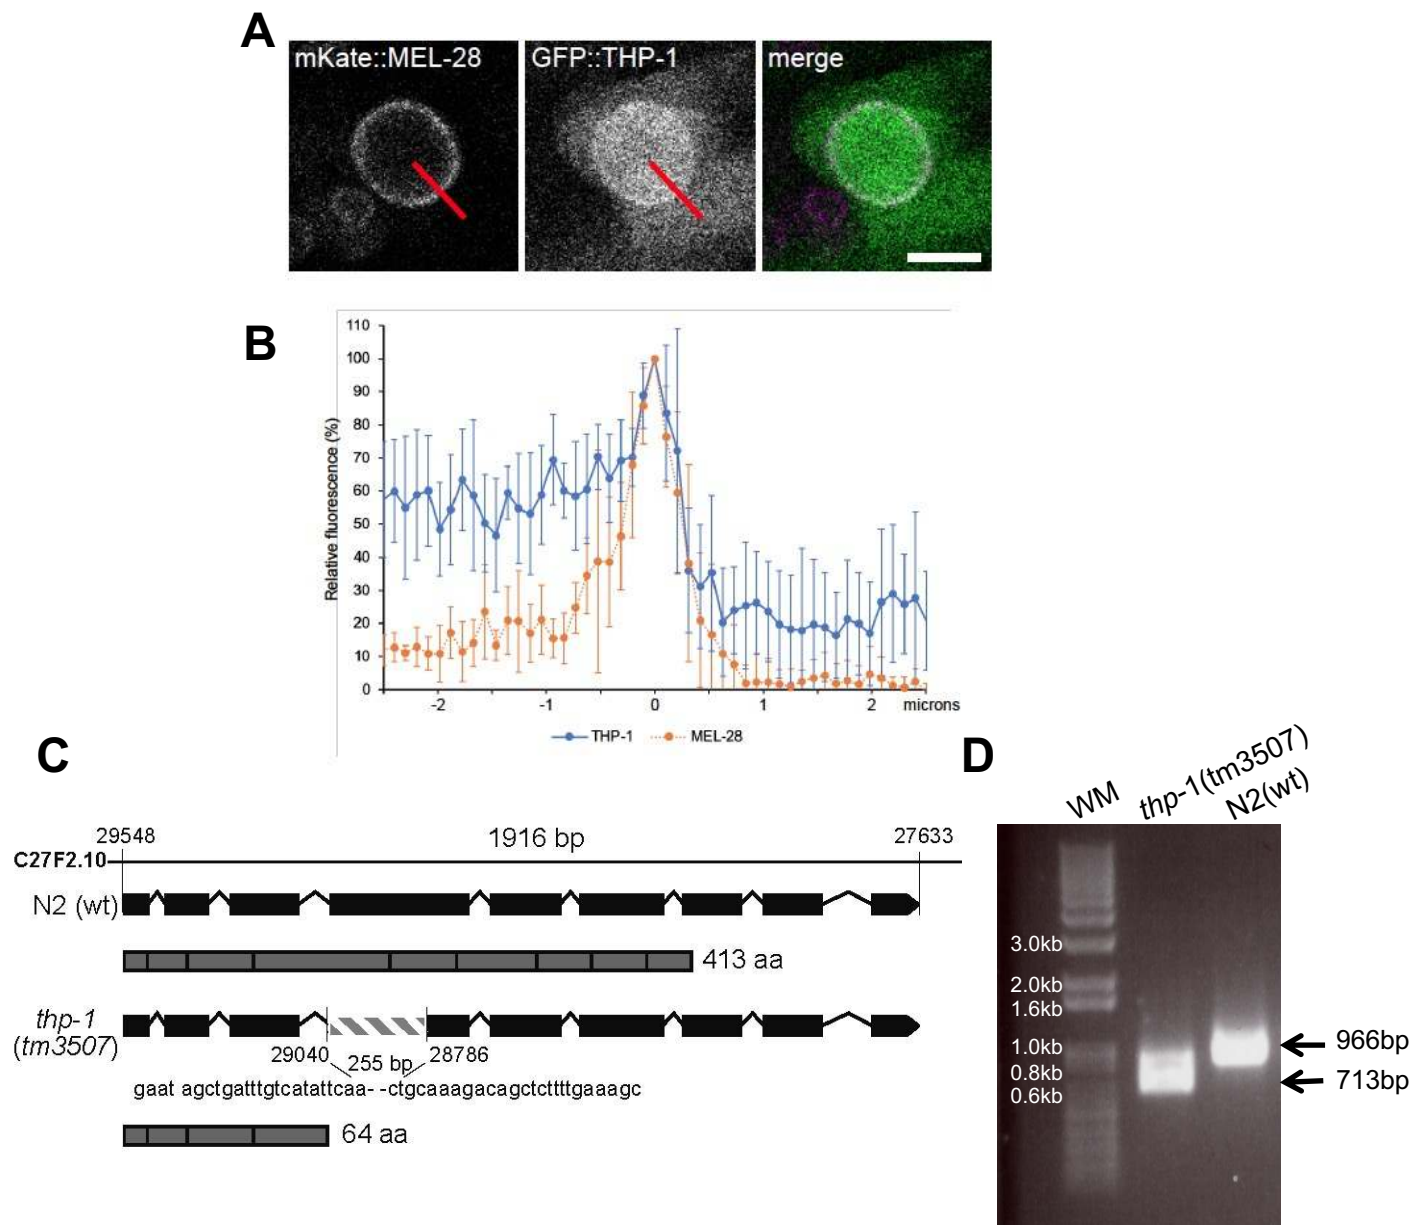 A
mKate::MEL-28
GFP::THP-1
merge
B
Relative fluorescence (%)
110
100
90
80
70
60
50
40
30
20
10
0
-2
-1
0
1
2
microns
THP-1
MEL-28
C
29548
1916 bp
27633
C27F2.10
N2 (wt)
413 aa
thp-1
(tm3507)
29040
255 bp
28786
gaat agctgatttgtcatattcaa- -ctgcaaagacagctcttttgaaagc
64 aa
D
WM
thp-1(tm3507)
N2(wt)
3.0kb
2.0kb
1.6kb
1.0kb
0.8kb
0.6kb
966bp
713bp